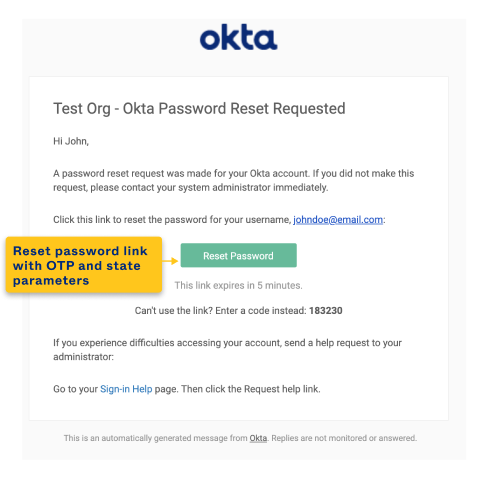 okta
Test Org - Okta Password Reset Requested
Hi John,
A password reset request was made for your Okta account. If you did not make this
request, please contact your system administrator immediately.
Click this link to reset the password for your username, johndoe@email.com:
Reset password link
with OTP and state
parameters
Reset Password
This link expires in 5 minutes.
Can't use the link? Enter a code instead: 183230
If you experience difficulties accessing your account, send a help request to your
administrator:
Go to your Sign-in Help page. Then click the Request help link.
This is an automatically generated message from Okta. Replies are not monitored or answered.